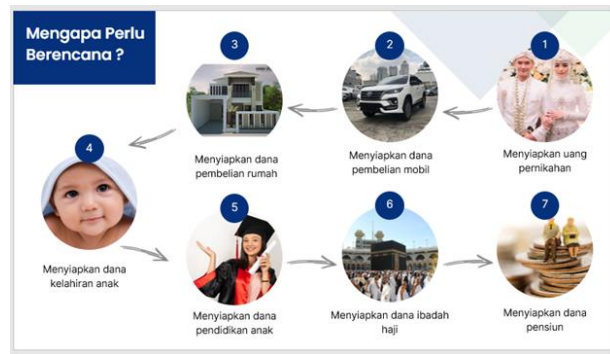 Mengapa Perlu
Berencana ?
1
Menyiapkan uang
pernikahan
2
Menyiapkan dana
pembelian mobil
3
Menyiapkan dana
pembelian rumah
4
Menyiapkan dana
kelahiran anak
5
Menyiapkan dana
pendidikan anak
6
Menyiapkan dana ibadah
haji
7
Menyiapkan dana
pensiun